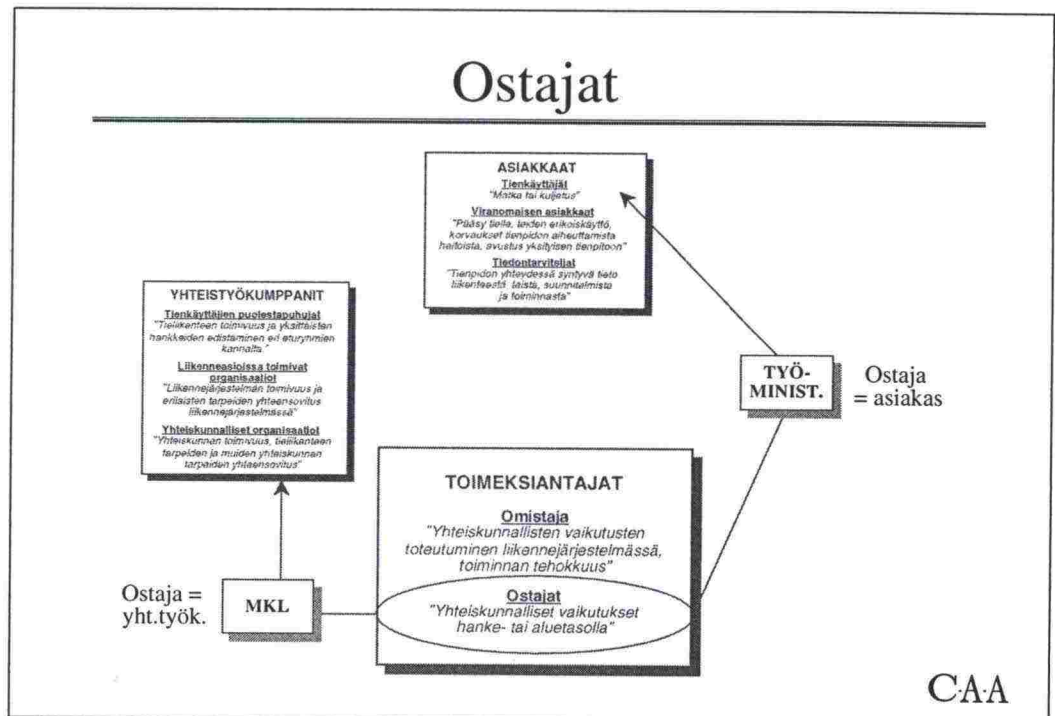 Ostajat
ASIAKKAAT
Tienkäyttäjät
"Matka tai kuljetus"
Viranomaisen asiakkaat
"Pääsy tielle, teiden erikoiskäyttö,
korvaukset tienpidon aiheuttamista
haitoista, avustus yksityisen tienpitoon"
Tiedontarvitsijat
"Tienpidon yhteydessä syntyvä tieto
liikenteestä, teistä, suunnitelmista
ja toiminnasta"
YHTEISTYÖKUMPPANIT
Tienkäyttäjien puolestapuhujat
"Tieliikenteen toimivuus ja yksittäisten
hankkeiden edistäminen eri eturyhmien
kannalta."
Liikenneasioissa toimivat
organisaatiot
"Liikennejärjestelmän toimivuus ja
erilaisten tarpeiden yhteensovitus
liikennejärjestelmässä"
Yhteiskunnalliset organisaatiot
"Yhteiskunnan toimivuus, tieliikenteen
tarpeiden ja muiden yhteiskunnan
tarpeiden yhteensovitus"
TYÖ-
MINIST.
Ostaja
= asiakas
TOIMEKSIANTAJAT
Omistaja
"Yhteiskunnallisten vaikutusten
toteutuminen liikennejärjestelmässä,
toiminnan tehokkuus"
Ostajat
"Yhteiskunnalliset vaikutukset
hanke- tai aluetasolla"
Ostaja =
yht.työk.
MKL
C·A·A